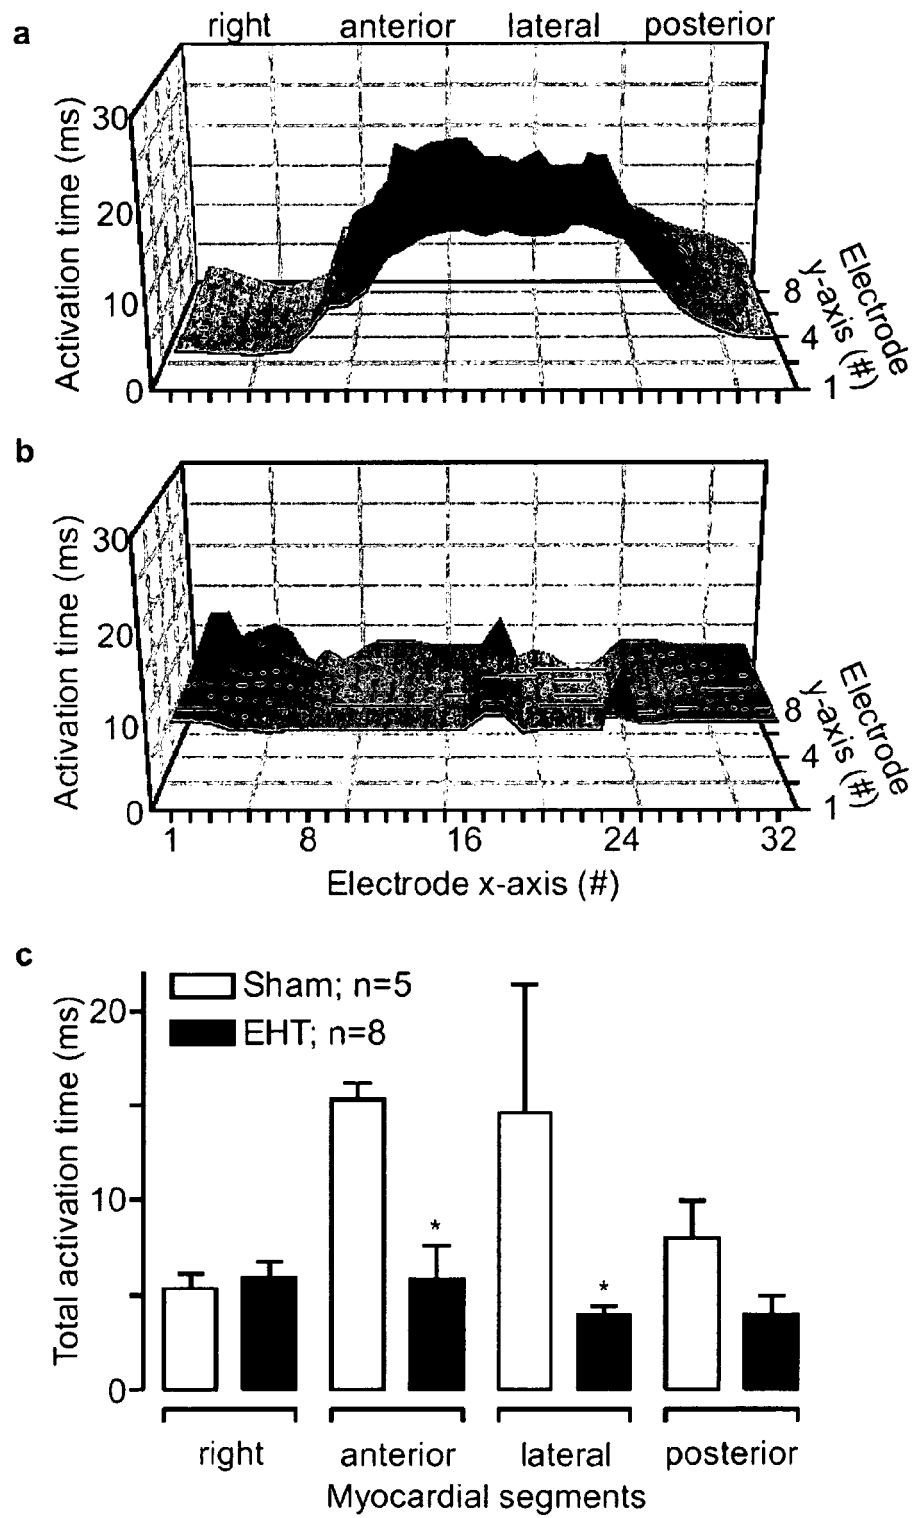 a
right anterior lateral posterior
Activation time (ms)
30
20
10
0
Electrode
y-axis (#)
8
4
1
b
Activation time (ms)
30
20
10
0
Electrode
y-axis (#)
8
4
1
1 8 16 24 32
Electrode x-axis (#)
c
Total activation time (ms)
20
10
0
Sham; n=5
EHT; n=8
*
*
right anterior lateral posterior
Myocardial segments